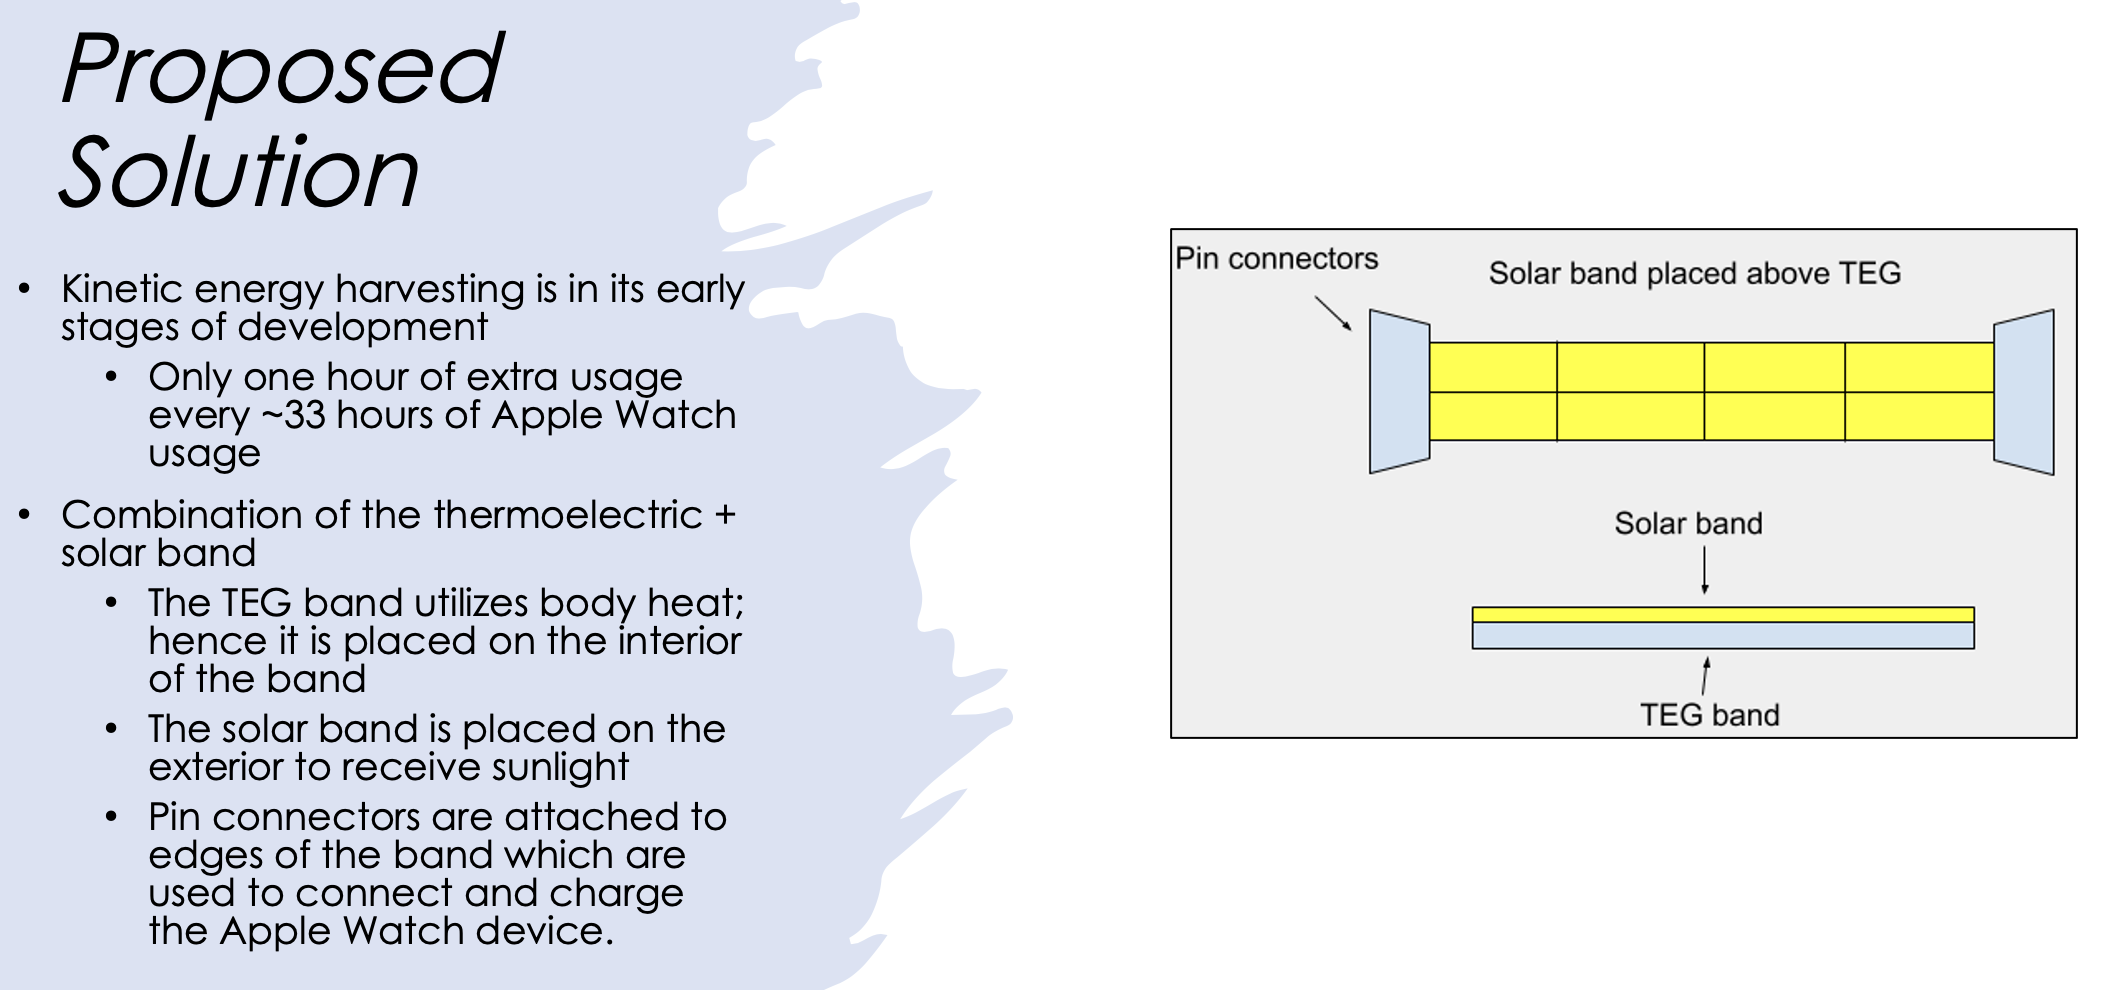 Proposed
Solution
• Kinetic energy harvesting is in its early
stages of development
• Only one hour of extra usage
every ~33 hours of Apple Watch
usage
• Combination of the thermoelectric +
solar band
• The TEG band utilizes body heat;
hence it is placed on the interior
of the band
• The solar band is placed on the
exterior to receive sunlight
• Pin connectors are attached to
edges of the band which are
used to connect and charge
the Apple Watch device.
Pin connectors
Solar band placed above TEG
Solar band
TEG band